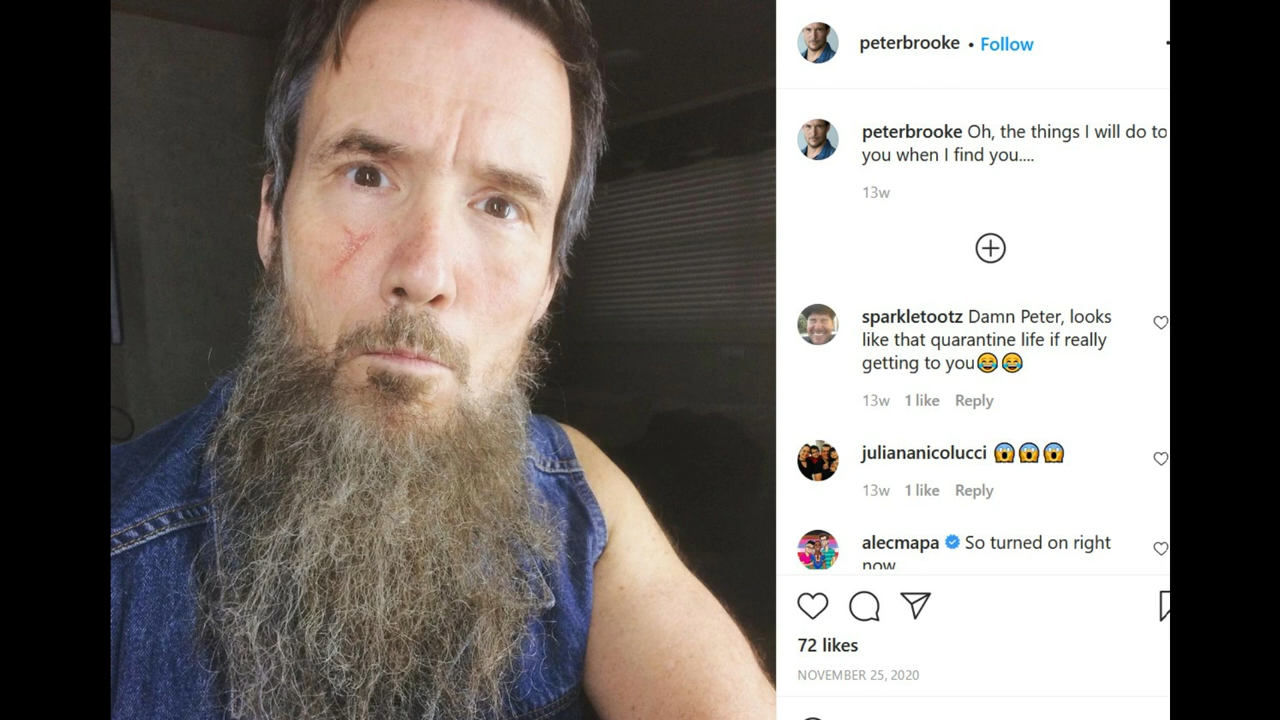 peterbrooke • Follow
peterbrooke Oh, the things I will do to
you when I find you....
13w
sparkletootz Damn Peter, looks
like that quarantine life if really
getting to you😂😂
13w 1 like Reply
juliananicolucci 😱😱😱
13w 1 like Reply
alecmapa So turned on right
now
72 likes
NOVEMBER 25, 2020